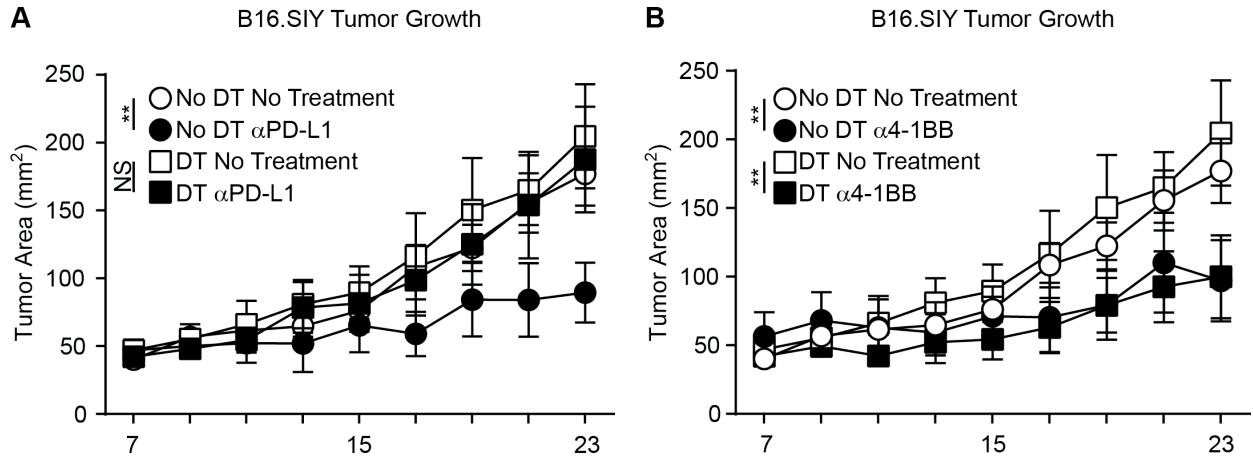 A
B16.SIY Tumor Growth
Tumor Area (mm²)
250
200
150
100
50
0
**
NS
No DT No Treatment
No DT αPD-L1
DT No Treatment
DT αPD-L1
7
15
23
B
B16.SIY Tumor Growth
Tumor Area (mm²)
250
200
150
100
50
0
**
**
No DT No Treatment
No DT α4-1BB
DT No Treatment
DT α4-1BB
7
15
23